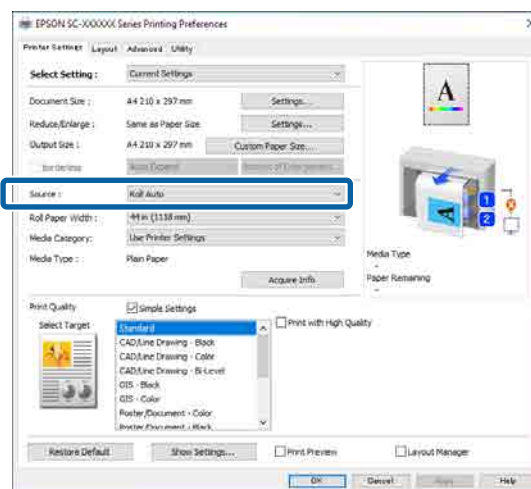 EPSON SC-XXXXXX Series Printing Preferences
Printer Settings Layout Advanced Utility
Select Setting : Current Settings
Document Size : A4 210 x 297 mm Settings...
Reduce/Enlarge : Same as Paper Size Settings...
Output Size : A4 210 x 297 mm Custom Paper Size...
Borderless Auto Expand Amount of Enlargement...
Source : Roll Auto
Roll Paper Width : 44 in (1118 mm)
Media Category: Use Printer Settings
Media Type : Plain Paper
Acquire Info
A
1
2
Media Type
-
Paper Remaining
-
Print Quality Simple Settings
Select Target
Standard
CAD/Line Drawing - Black
CAD/Line Drawing - Color
CAD/Line Drawing - Bi-Level
GIS - Black
GIS - Color
Poster/Document - Color
Poster/Document - Black
Print with High Quality
Restore Default Show Settings... Print Preview Layout Manager
OK Cancel Apply Help